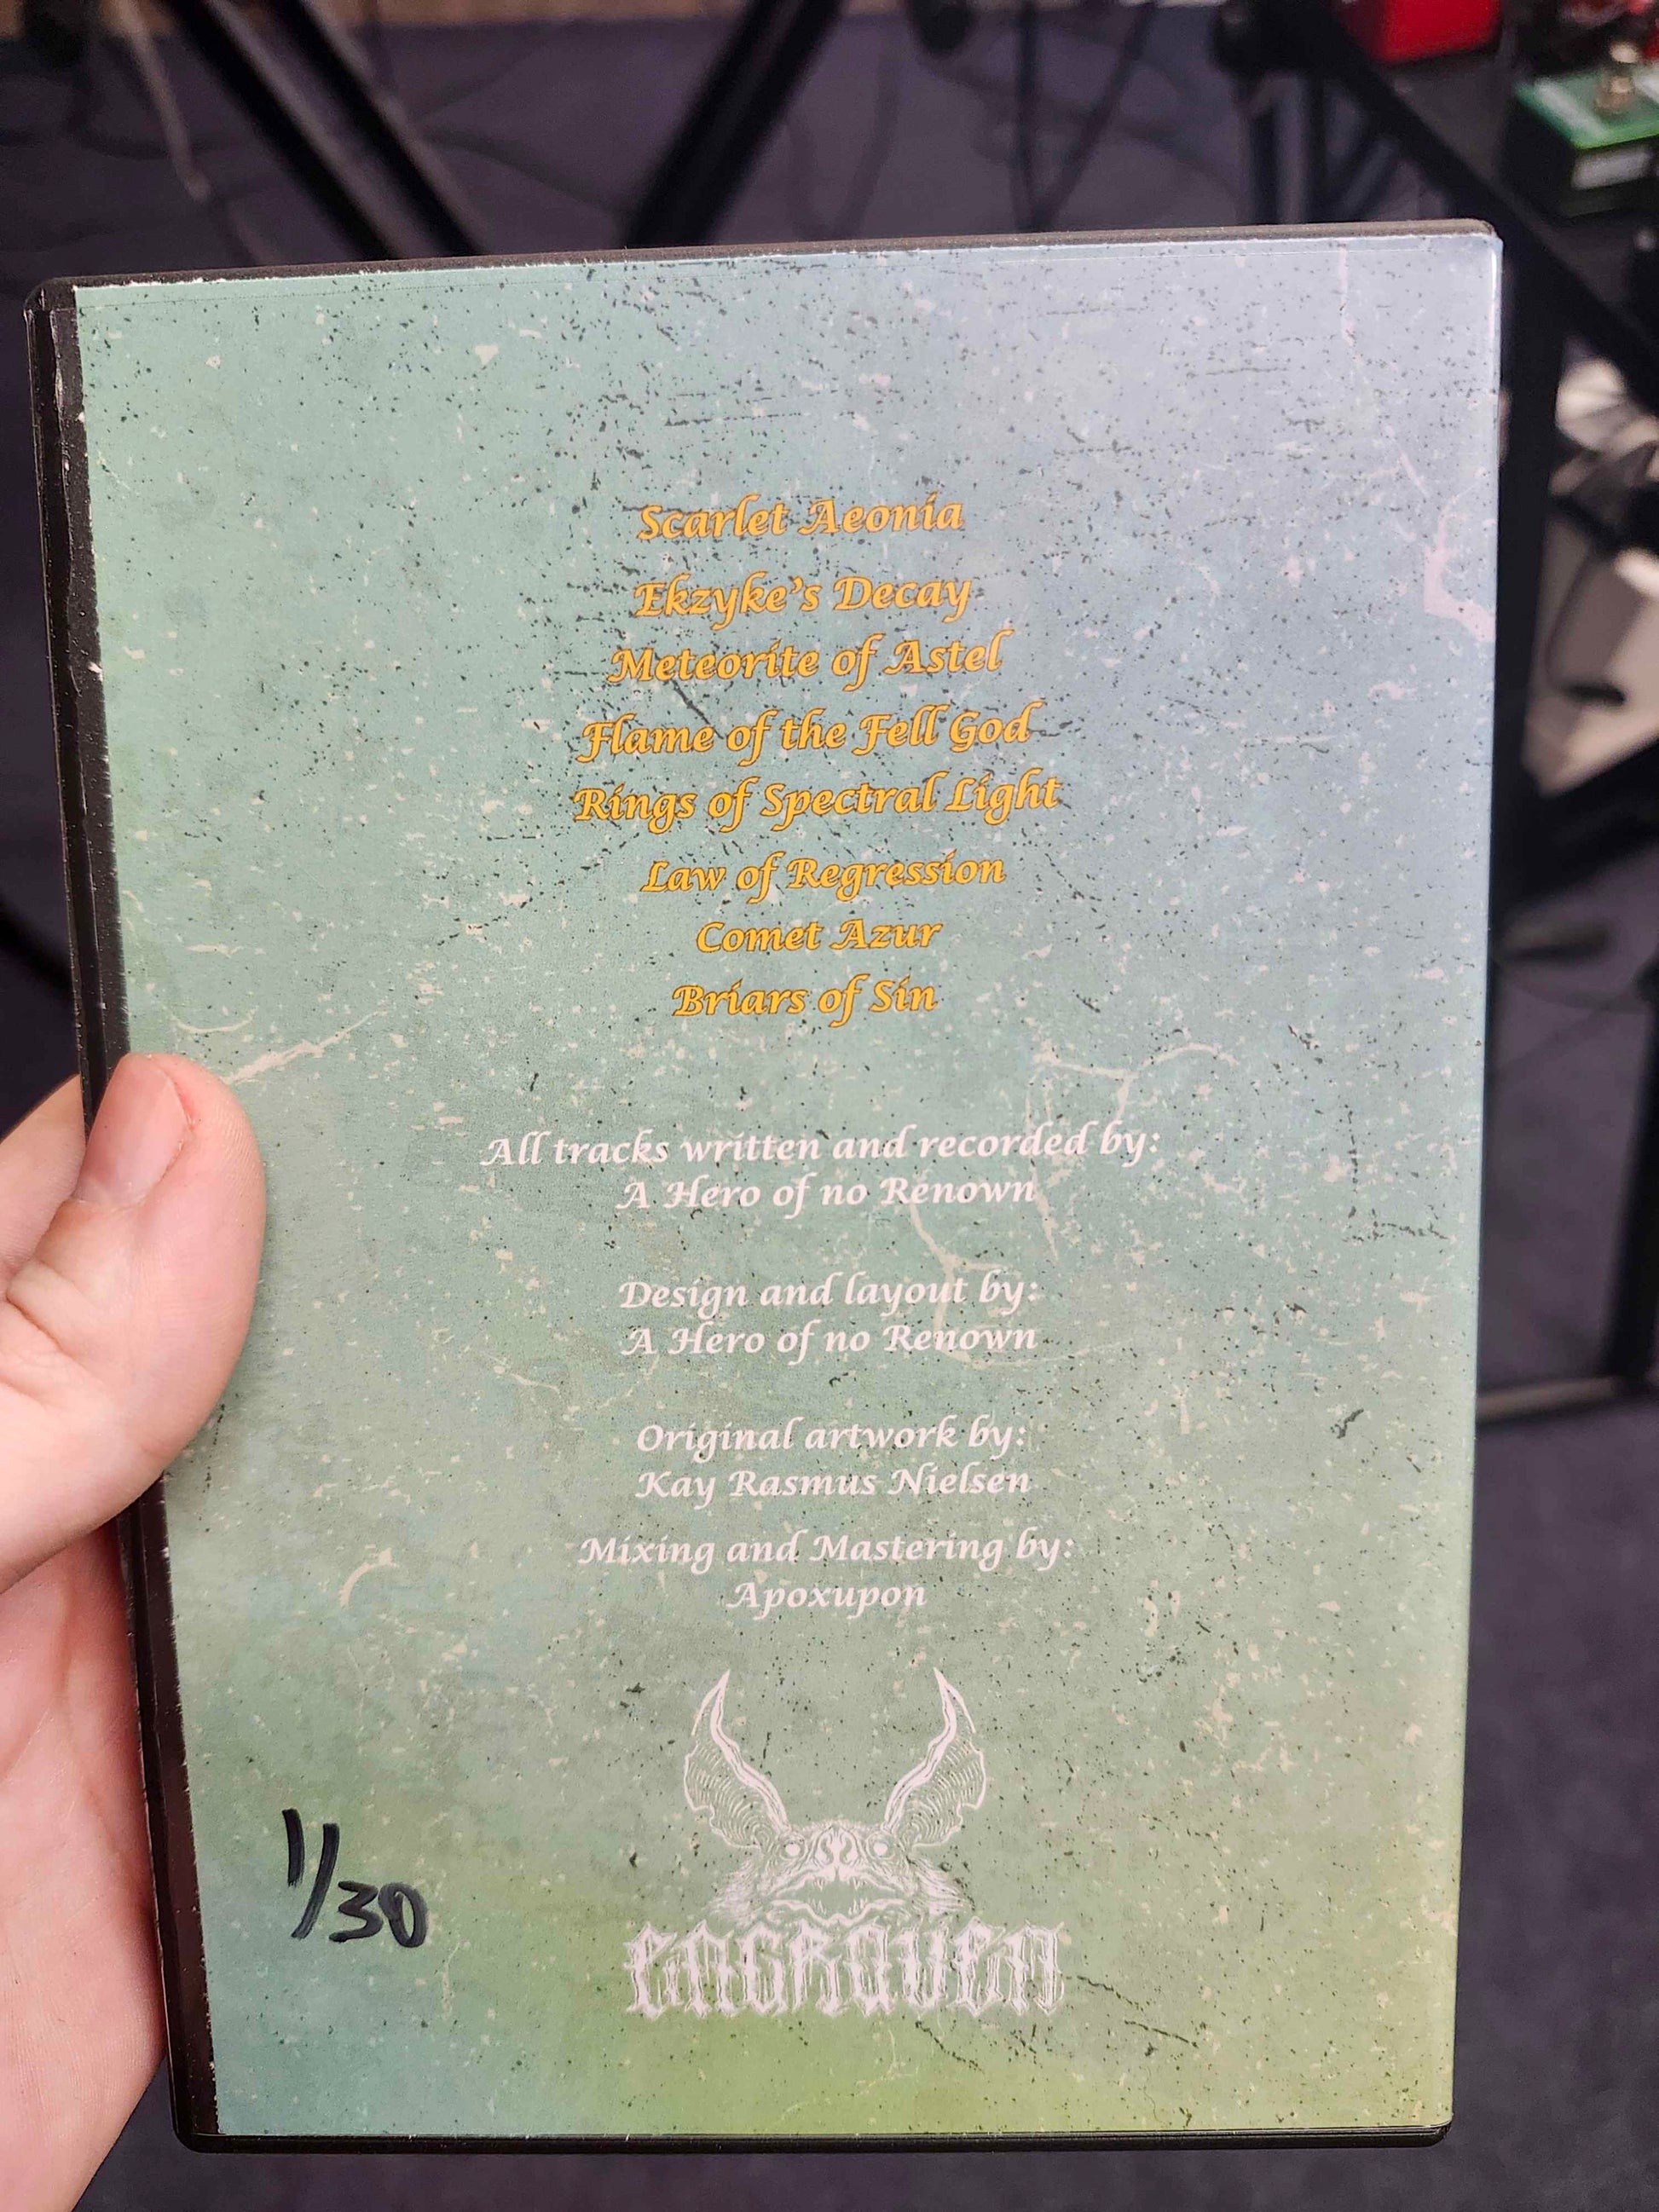 Scarlet Aeonia
Ekzyke's Decay
Meteorite of Astel
Flame of the Fell God
Rings of Spectral Light
Law of Regression
Comet Azur
Briars of Sin
All tracks written and recorded by:
A Hero of no Renown
Design and layout by:
A Hero of no Renown
Original artwork by:
Kay Rasmus Nielsen
Mixing and Mastering by:
Apoxupon
1/30
ENGRAVEN